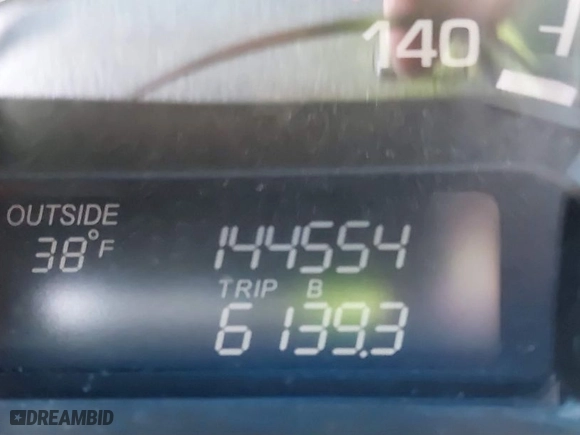 140
OUTSIDE
38°F
144554
TRIP B
6139.3
DREAMBID